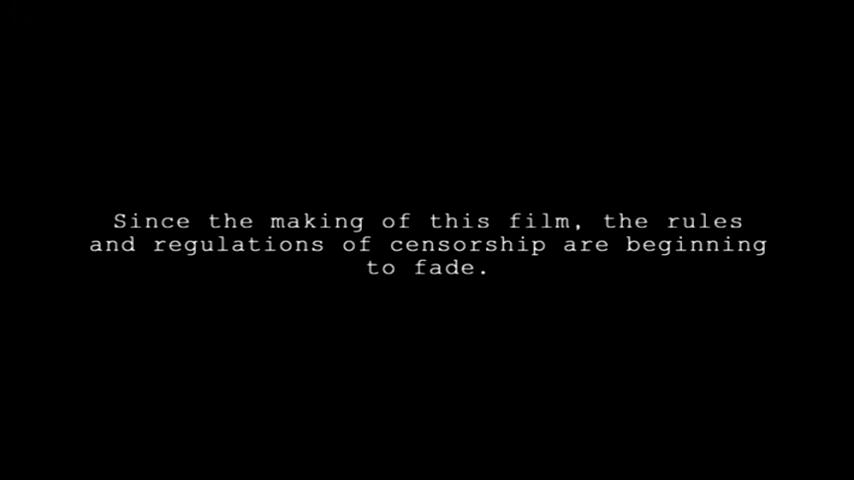 Since the making of this film, the rules
and regulations of censorship are beginning
to fade.